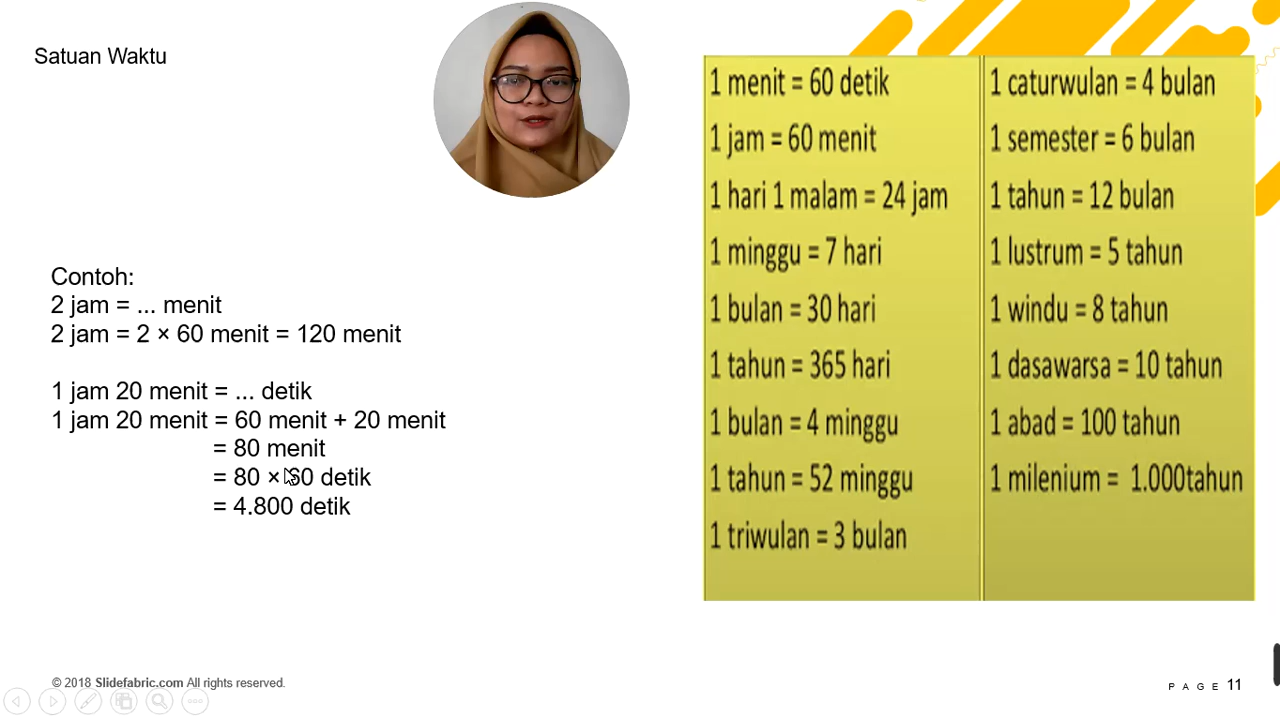 Satuan Waktu
Contoh:
2 jam = ... menit
2 jam = 2 × 60 menit = 120 menit
1 jam 20 menit = ... detik
1 jam 20 menit = 60 menit + 20 menit
= 80 menit
= 80 × 60 detik
= 4.800 detik
1 menit = 60 detik
1 jam = 60 menit
1 hari 1 malam = 24 jam
1 minggu = 7 hari
1 bulan = 30 hari
1 tahun = 365 hari
1 bulan = 4 minggu
1 tahun = 52 minggu
1 triwulan = 3 bulan
1 caturwulan = 4 bulan
1 semester = 6 bulan
1 tahun = 12 bulan
1 lustrum = 5 tahun
1 windu = 8 tahun
1 dasawarsa = 10 tahun
1 abad = 100 tahun
1 milenium = 1.000tahun
© 2018 Slidefabric.com All rights reserved.
PAGE 11